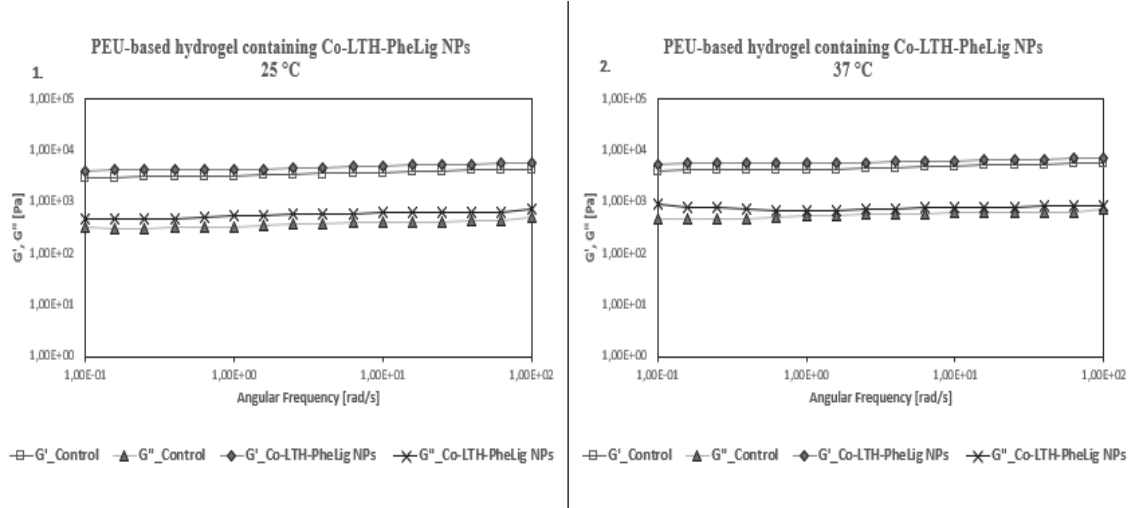 PEU-based hydrogel containing Co-LTH-PheLig NPs
25 °C
1.
1,00E+05
1,00E+04
1,00E+03
1,00E+02
1,00E+01
1,00E+00
G', G'' [Pa]
1,00E-01 1,00E+00 1,00E+01 1,00E+02
Angular Frequency [rad/s]
G'_Control G''_Control G'_Co-LTH-PheLig NPs G''_Co-LTH-PheLig NPs
PEU-based hydrogel containing Co-LTH-PheLig NPs
37 °C
2.
1,00E+05
1,00E+04
1,00E+03
1,00E+02
1,00E+01
1,00E+00
G', G'' [Pa]
1,00E-01 1,00E+00 1,00E+01 1,00E+02
Angular Frequency [rad/s]
G'_Control G''_Control G'_Co-LTH-PheLig NPs G''_Co-LTH-PheLig NPs